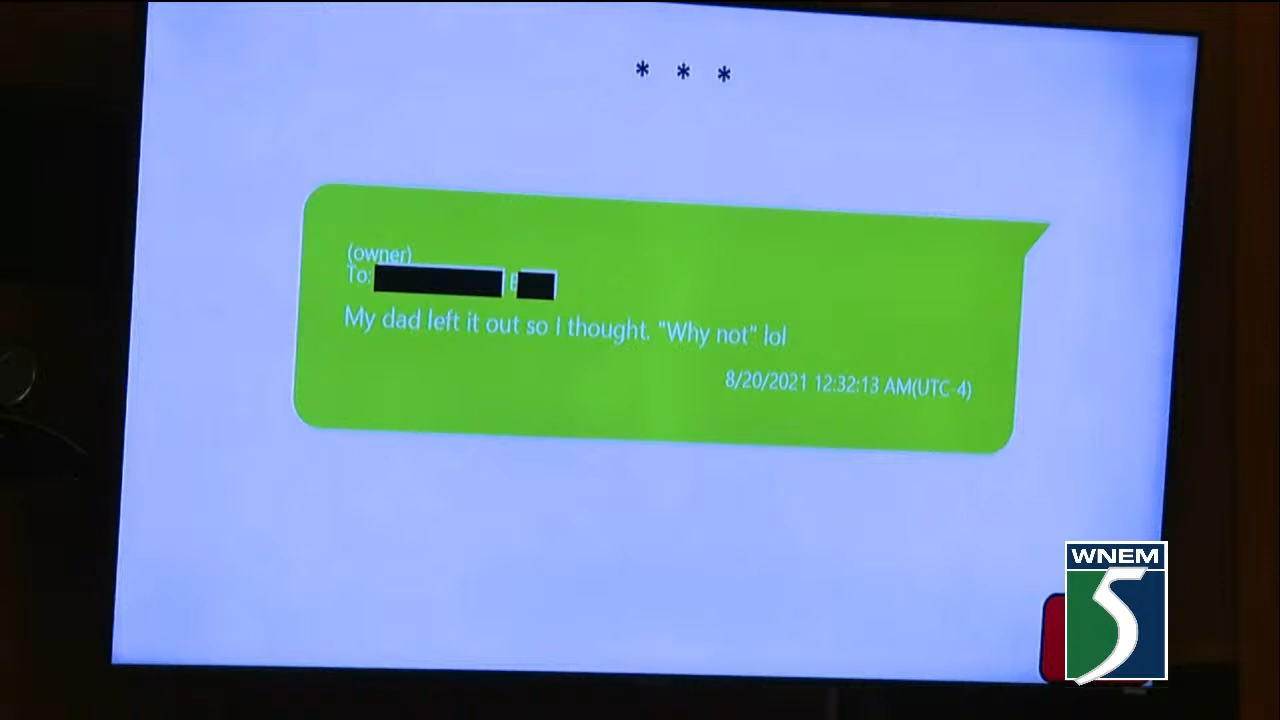 * * *
(owner)
To:
My dad left it out so I thought. "Why not" lol
8/20/2021 12:32:13 AM(UTC-4)
WNEM
5